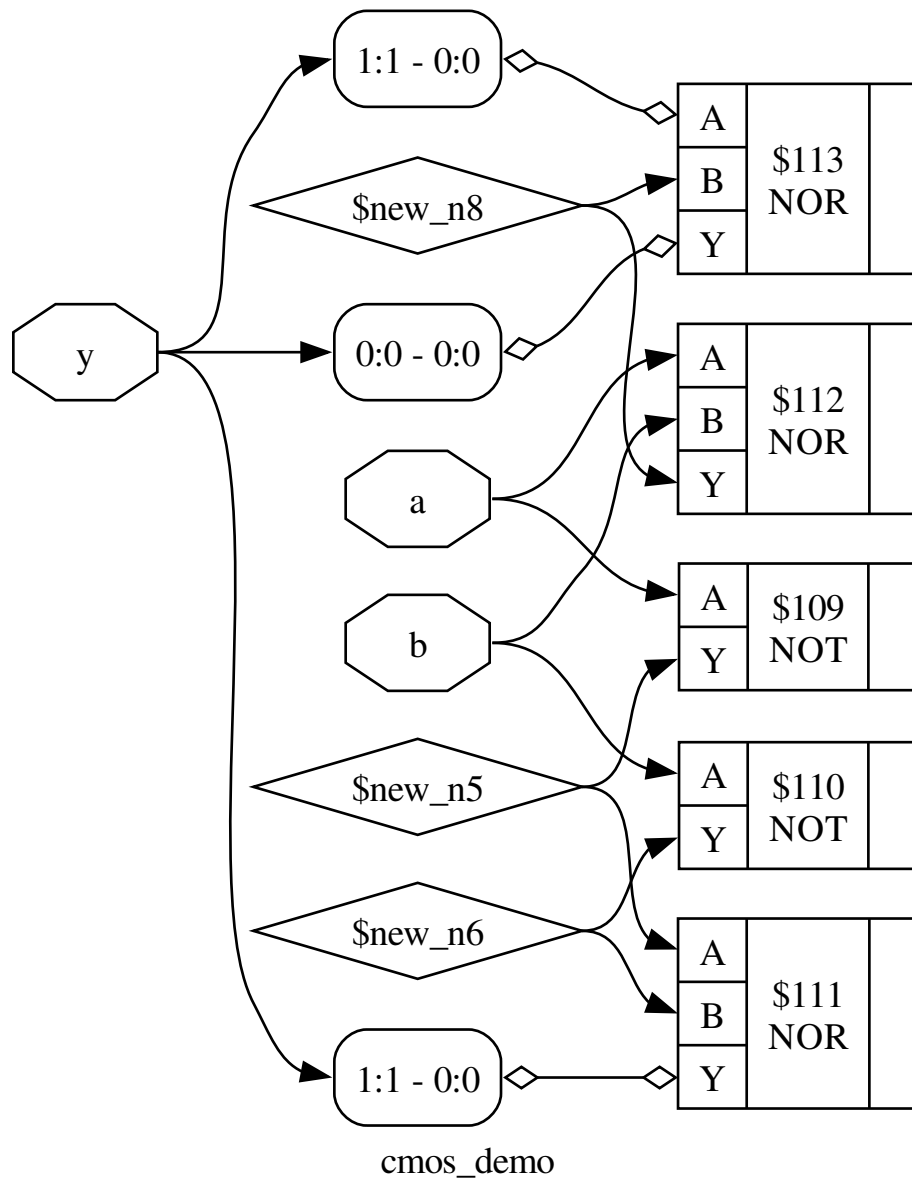 1:1 - 0:0
A
$113
NOR
B
Y
$new_n8
y
0:0 - 0:0
A
$112
NOR
B
Y
a
A
$109
NOT
Y
b
$new_n5
A
$110
NOT
Y
$new_n6
A
$111
NOR
B
Y
1:1 - 0:0
cmos_demo